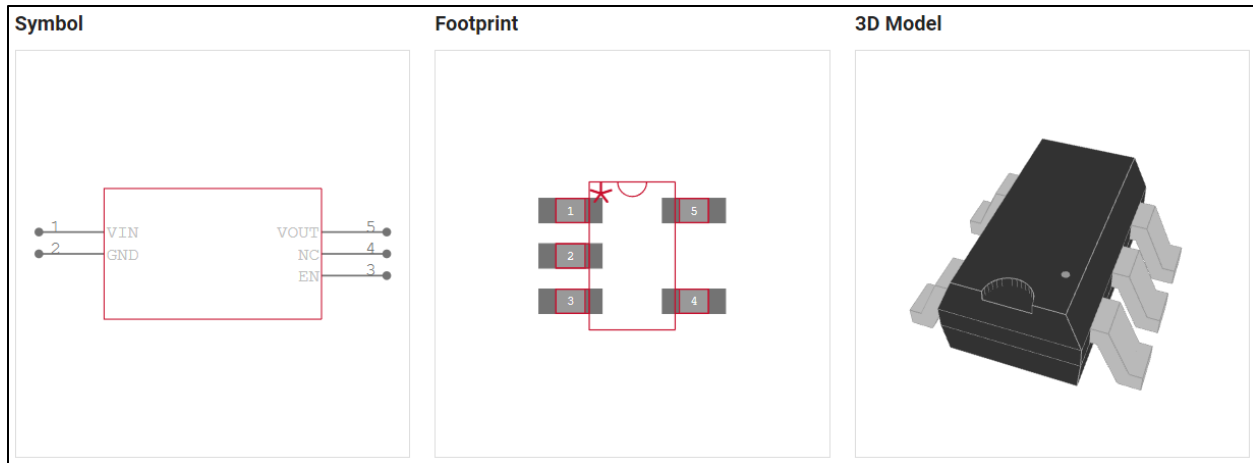 Symbol
Footprint
3D Model
1 VIN VOUT 5
2 GND NC 4
EN 3
1 5
2
3 4